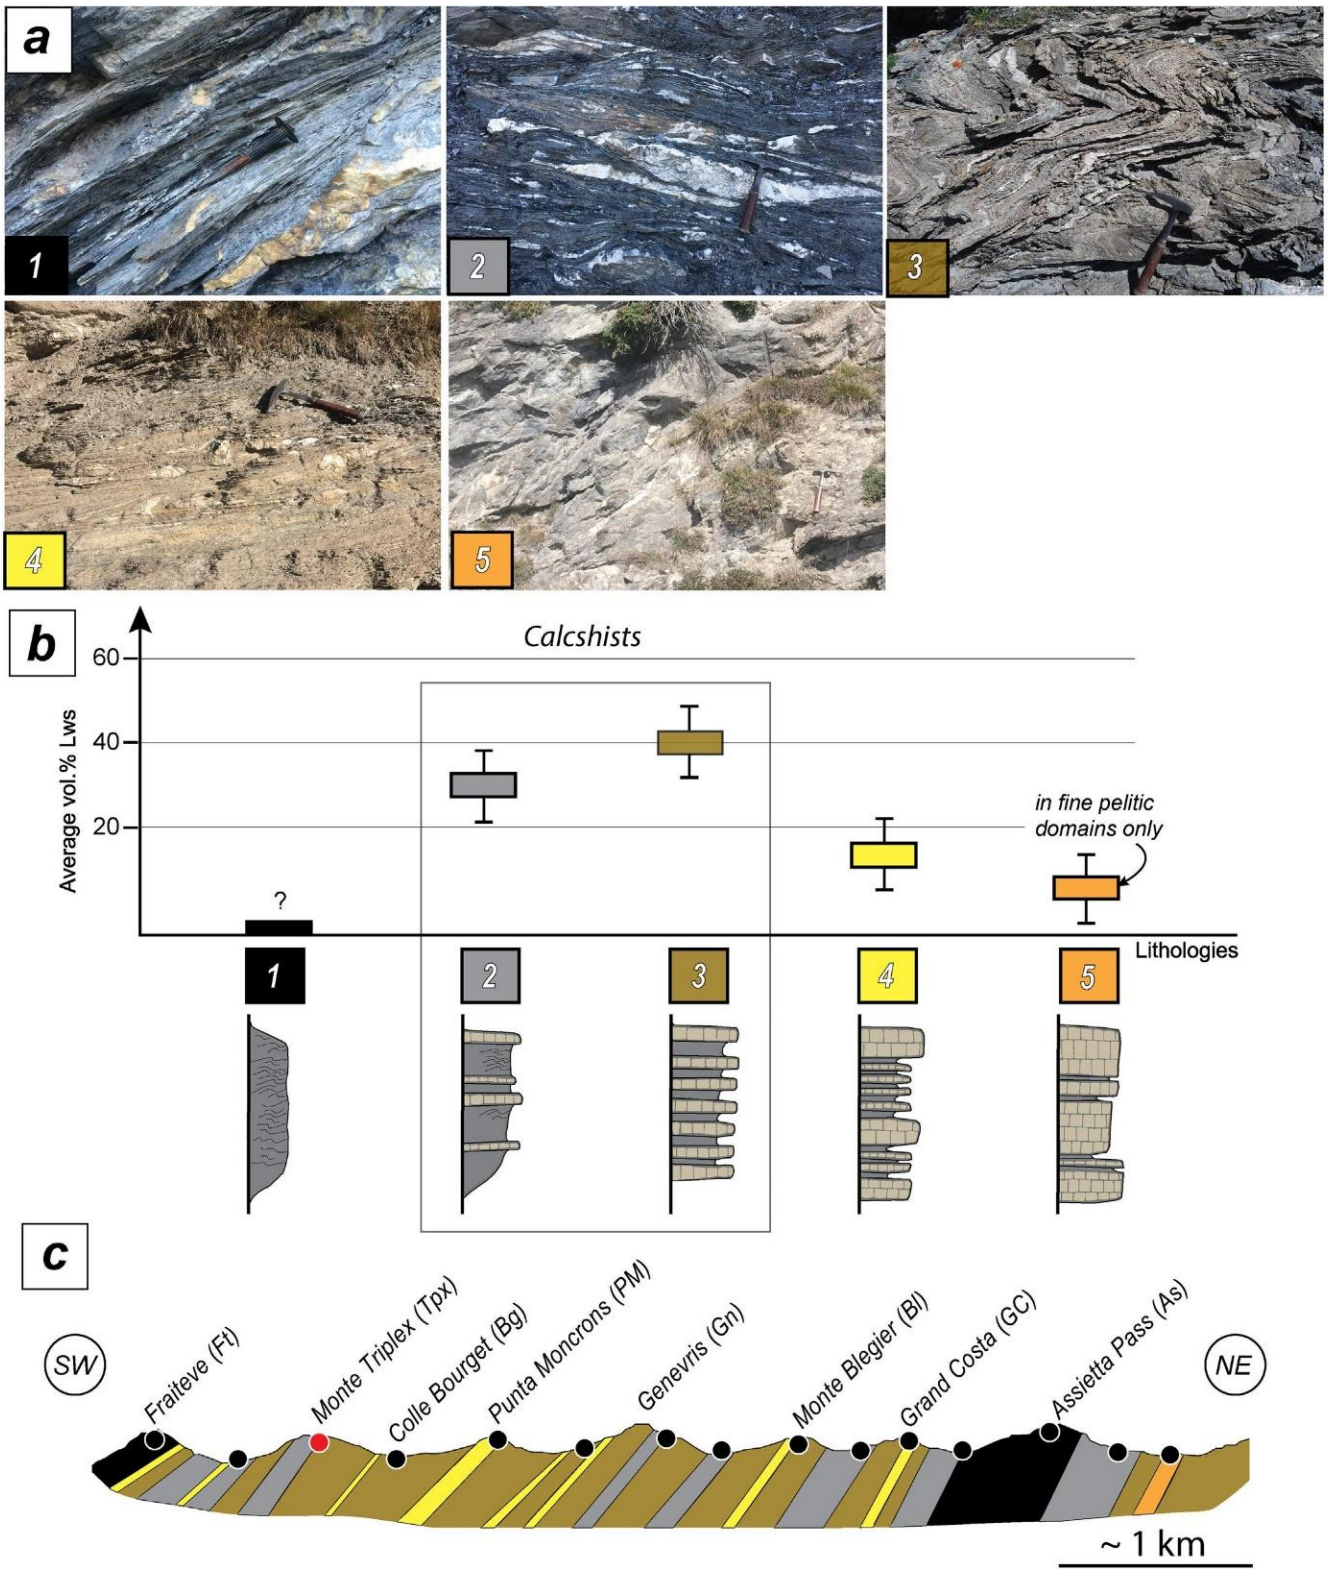 a
1
2
3
4
5
b
Calcshists
60
40
20
Average vol.% Lws
?
in fine pelitic
domains only
Lithologies
1
2
3
4
5
c
SW
Fraiteve (Ft)
Monte Triplex (Tpx)
Colle Bourget (Bg)
Punta Moncrons (PM)
Genevris (Gn)
Monte Blegier (Bl)
Grand Costa (GC)
Assietta Pass (As)
NE
~ 1 km